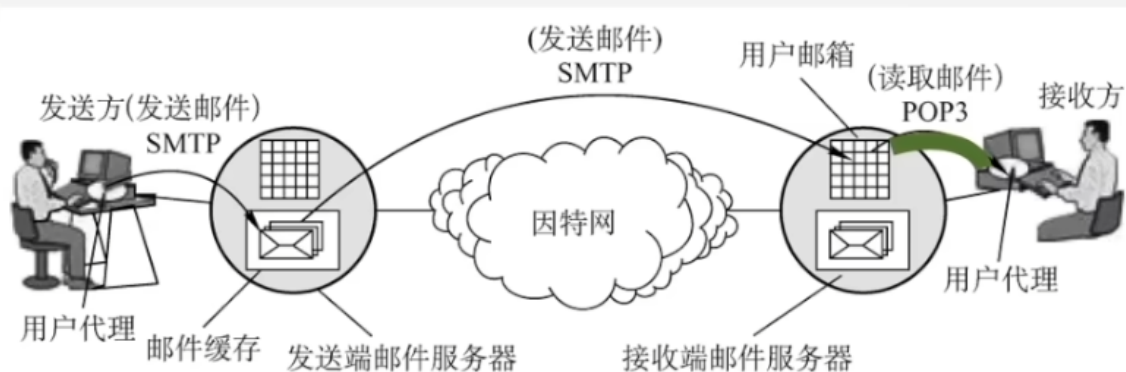 (发送邮件)
SMTP
用户邮箱
(读取邮件)
POP3
接收方
发送方(发送邮件)
SMTP
因特网
用户代理
用户代理
邮件缓存
发送端邮件服务器
接收端邮件服务器